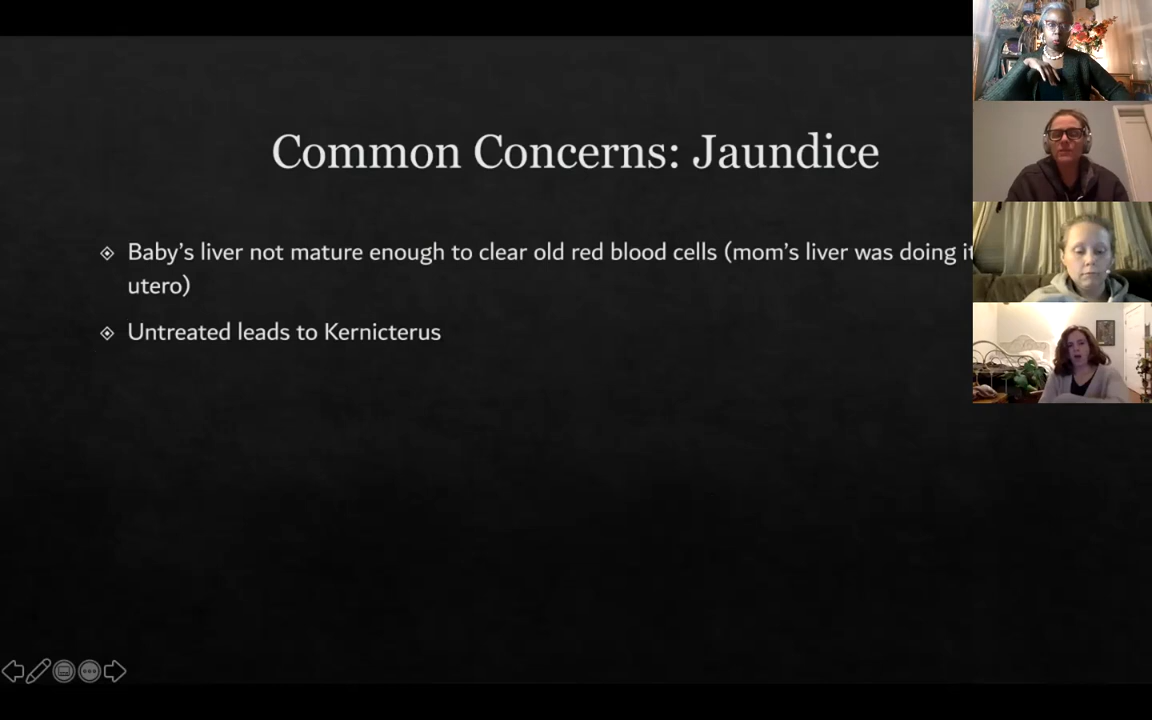 Common Concerns: Jaundice
Baby's liver not mature enough to clear old red blood cells (mom's liver was doing it
utero)
Untreated leads to Kernicterus